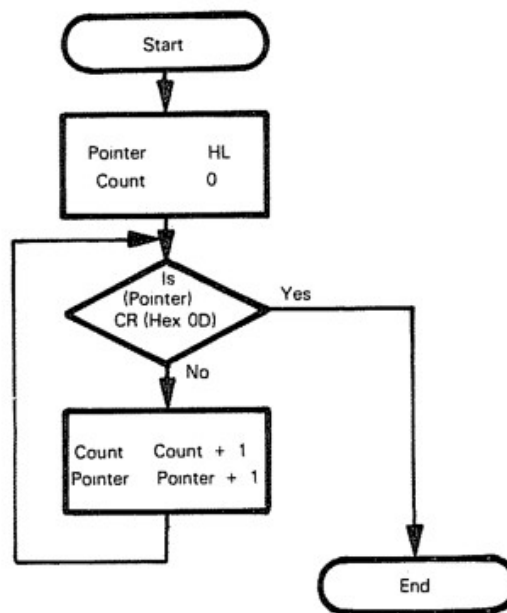 Start
Pointer HL
Count 0
Is
(Pointer)
CR (Hex 0D)
Yes
No
Count Count + 1
Pointer Pointer + 1
End